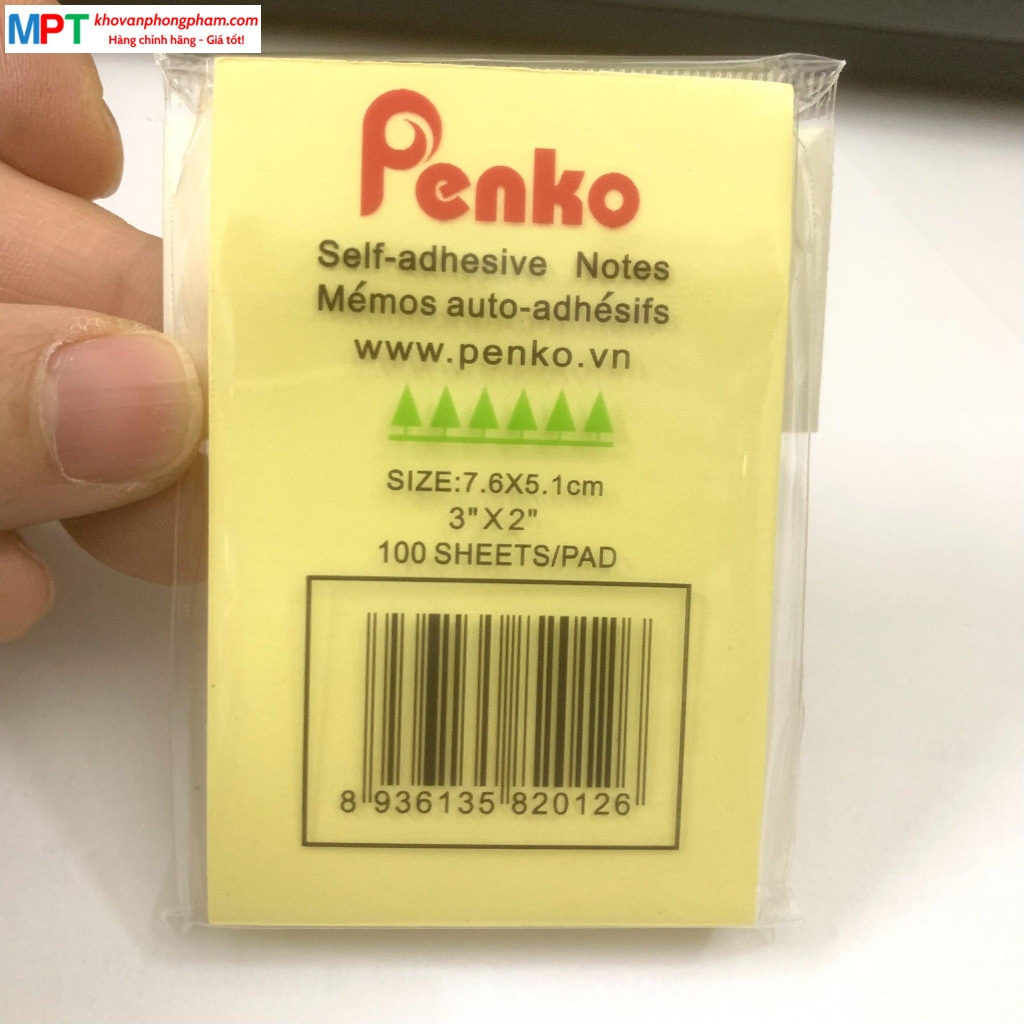 MPT khovanphongpham.com
Hàng chính hãng - Giá tốt!
Penko
Self-adhesive Notes
Mémos auto-adhésifs
www.penko.vn
SIZE:7.6X5.1cm
3" X 2"
100 SHEETS/PAD
8 936135 820126